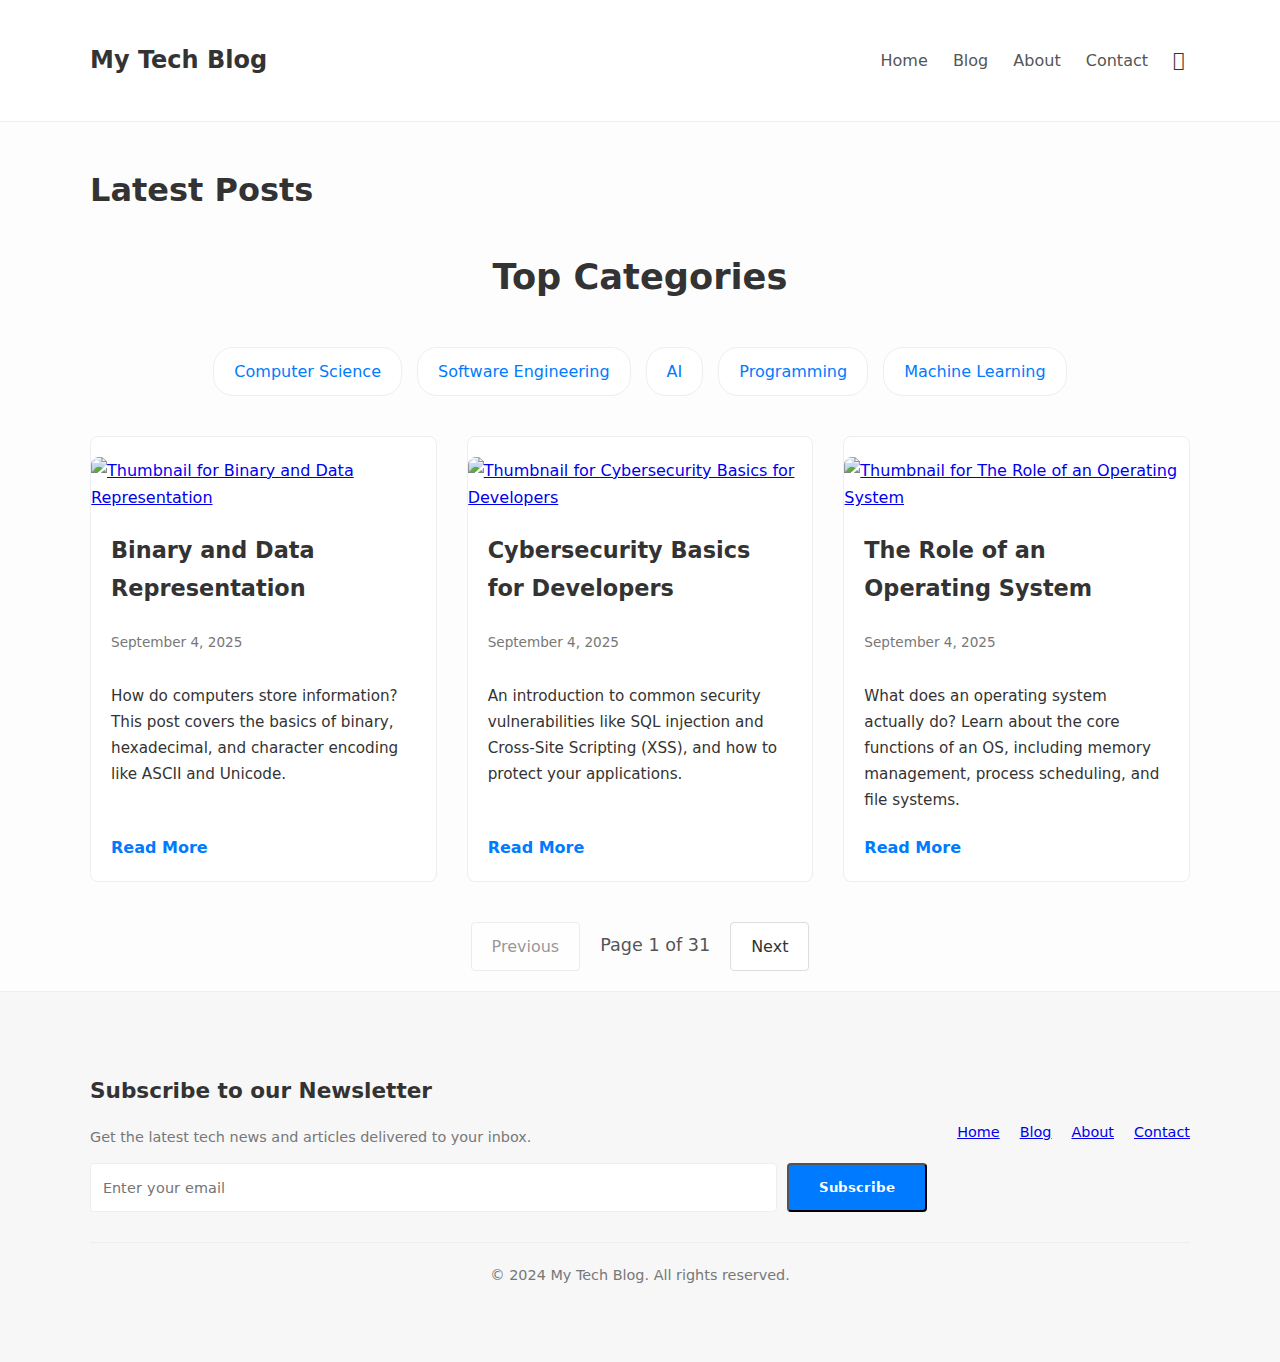 My Tech Blog
Home Blog About Contact
Latest Posts
Top Categories
Computer Science Software Engineering AI Programming Machine Learning
Thumbnail for Binary and Data
Representation
Binary and Data
Representation
September 4, 2025
How do computers store information?
This post covers the basics of binary,
hexadecimal, and character encoding
like ASCII and Unicode.
Read More
Thumbnail for Cybersecurity Basics for
Developers
Cybersecurity Basics
for Developers
September 4, 2025
An introduction to common security
vulnerabilities like SQL injection and
Cross-Site Scripting (XSS), and how to
protect your applications.
Read More
Thumbnail for The Role of an Operating
System
The Role of an
Operating System
September 4, 2025
What does an operating system
actually do? Learn about the core
functions of an OS, including memory
management, process scheduling, and
file systems.
Read More
Previous Page 1 of 31 Next
Subscribe to our Newsletter
Get the latest tech news and articles delivered to your inbox.
Enter your email Subscribe
Home Blog About Contact
© 2024 My Tech Blog. All rights reserved.